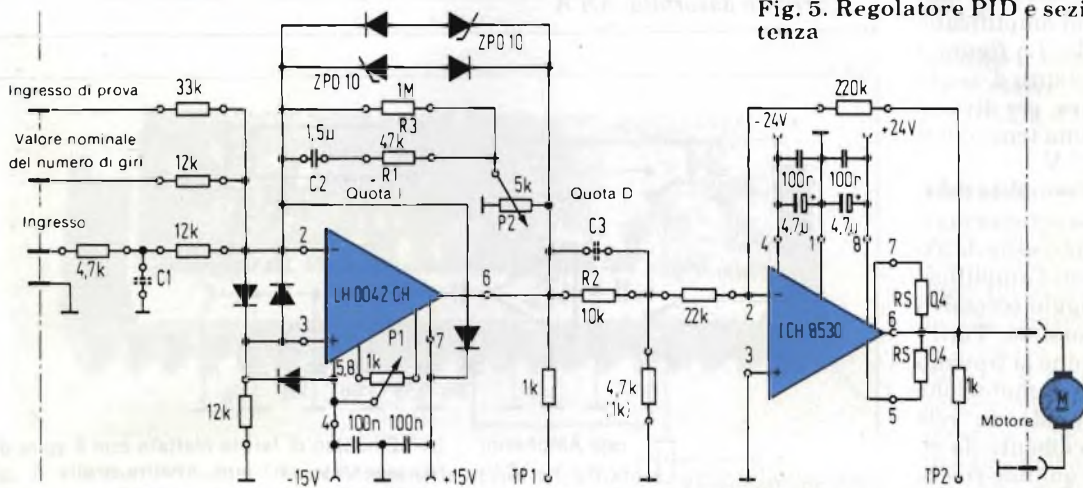 Fig. 5. Regolatore PID e sezi
tenza
ZPD 10
ZPD 10
Ingresso di prova
33k
Valore nominale
del numero di giri
12k
Ingresso
4,7k
C1
12k
1M
R3
1,5µ
C2
47k
R1
Quota I
5k
P2
Quota D
C3
R2
10k
22k
4,7k
(1k)
2
3
LH 0042 CH
6
P1
1k
5,8
7
4
12k
100n
100n
-15V
+15V
1k
TP1
220k
-24V
+24V
100n
100n
4,7µ
4,7µ
4
1
8
7
2
3
ICH 8530
6
5
RS
0,4
RS
0,4
1k
TP2
Motore
M